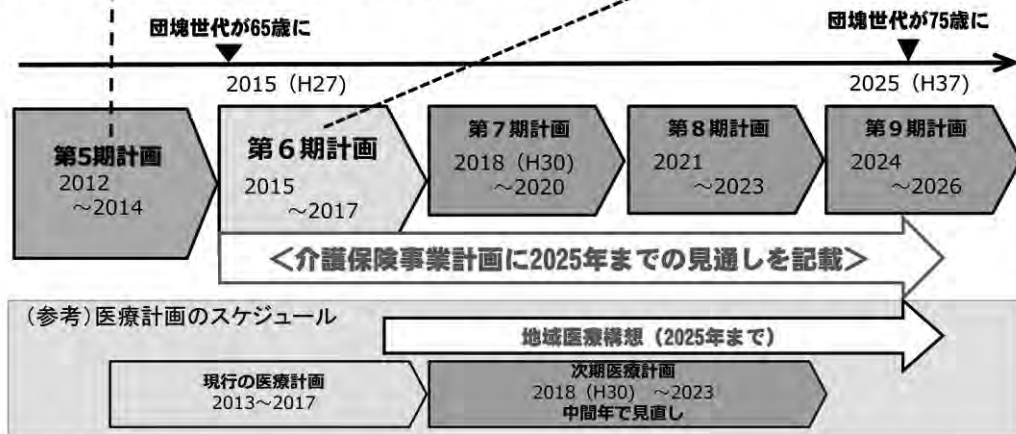 団塊世代が65歳に
団塊世代が75歳に
2015（H27）
2025（H37）
第5期計画
2012
～2014
第６期計画
2015
～2017
第７期計画
2018（H30）
～2020
第８期計画
2021
～2023
第９期計画
2024
～2026
＜介護保険事業計画に2025年までの見通しを記載＞
（参考）医療計画のスケジュール
地域医療構想（2025年まで）
現行の医療計画
2013～2017
次期医療計画
2018（H30） ～2023
中間年で見直し